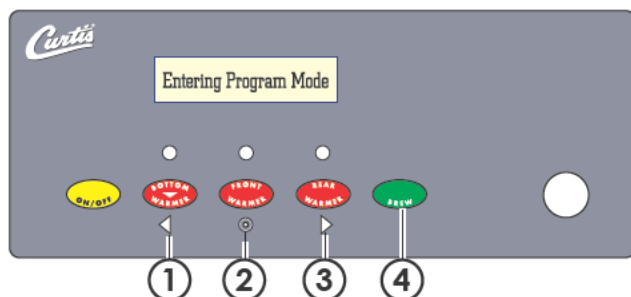 Curtis
Entering Program Mode
ON/OFF
BOTTOM WARMER
FRONT WARMER
REAR WARMER
BREW
1 2 3 4